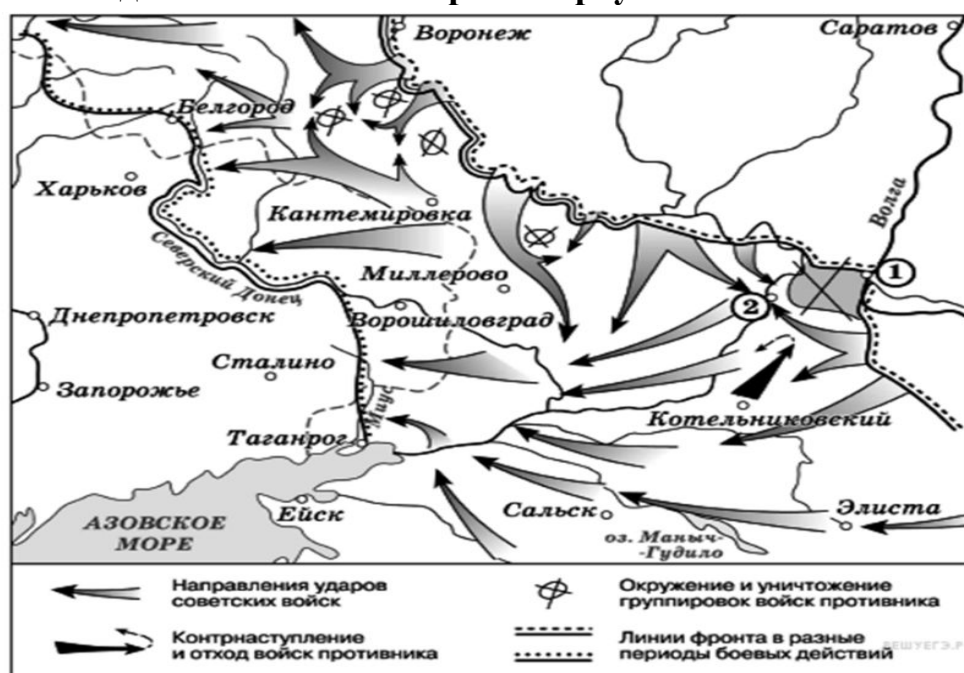 Воронеж
Саратов
Белгород
Харьков
Волга
Кантемировка
Северский Донец
Миллерово
1
2
Днепропетровск
Ворошиловград
Сталино
Запорожье
Миус
Котельниковский
Таганрог
Ейск
Сальск
Элиста
АЗОВСКОЕ
МОРЕ
оз. Маныч-
-Гудило
Направления ударов
советских войск
Окружение и уничтожение
группировок войск противника
Контрнаступление
и отход войск противника
Линии фронта в разные
периоды боевых действий